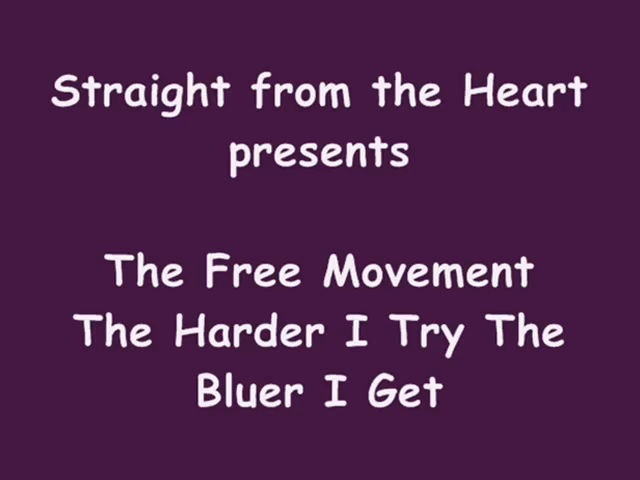 Straight from the Heart
presents
The Free Movement
The Harder I Try The
Bluer I Get